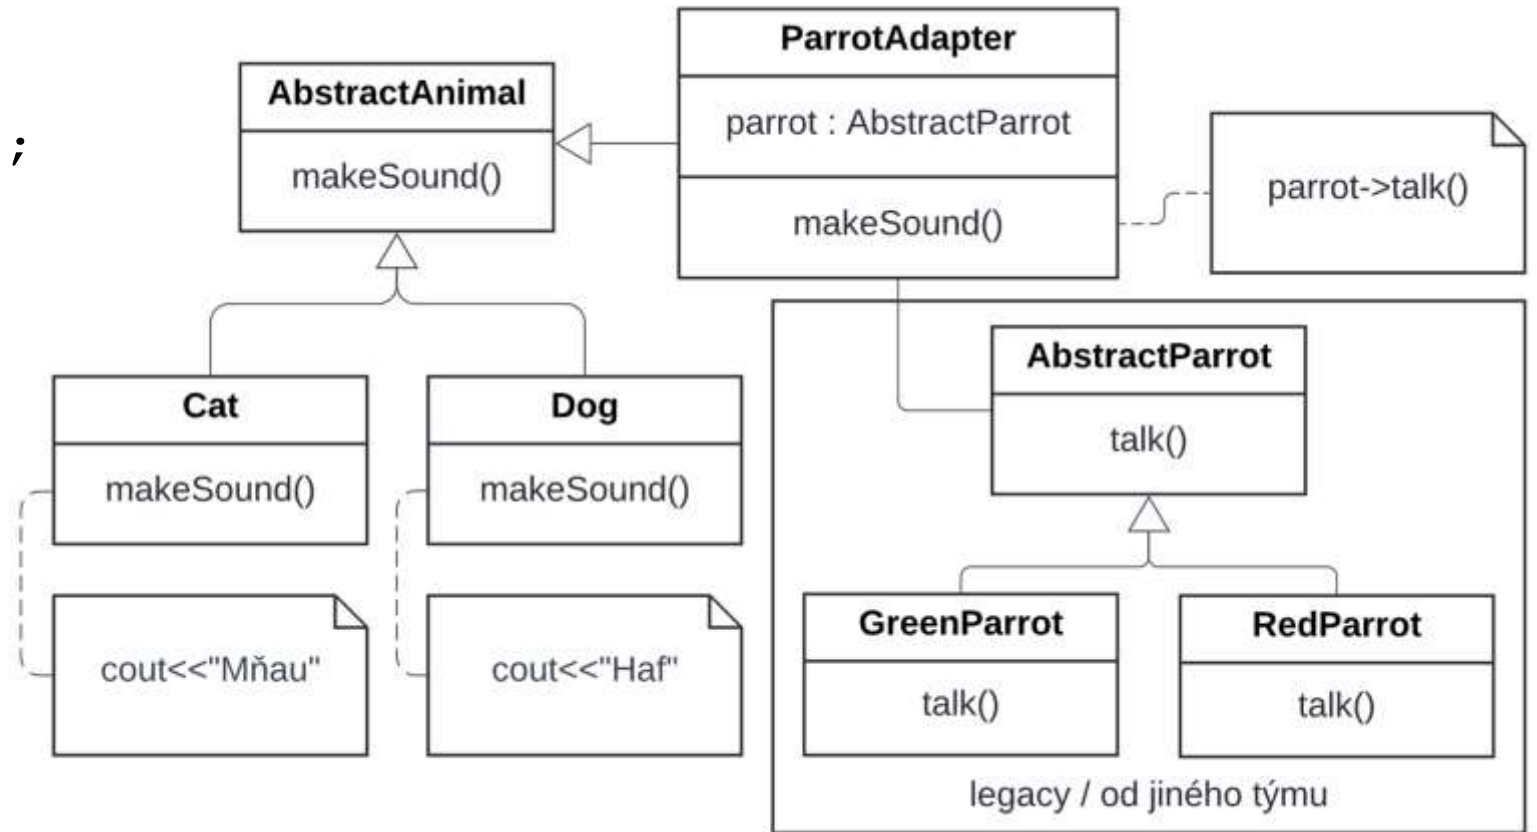 ;
AbstractAnimal
makeSound()
ParrotAdapter
parrot : AbstractParrot
makeSound()
parrot->talk()
Cat
makeSound()
cout<<"Mňau"
Dog
makeSound()
cout<<"Haf"
AbstractParrot
talk()
GreenParrot
talk()
RedParrot
talk()
legacy / od jiného týmu